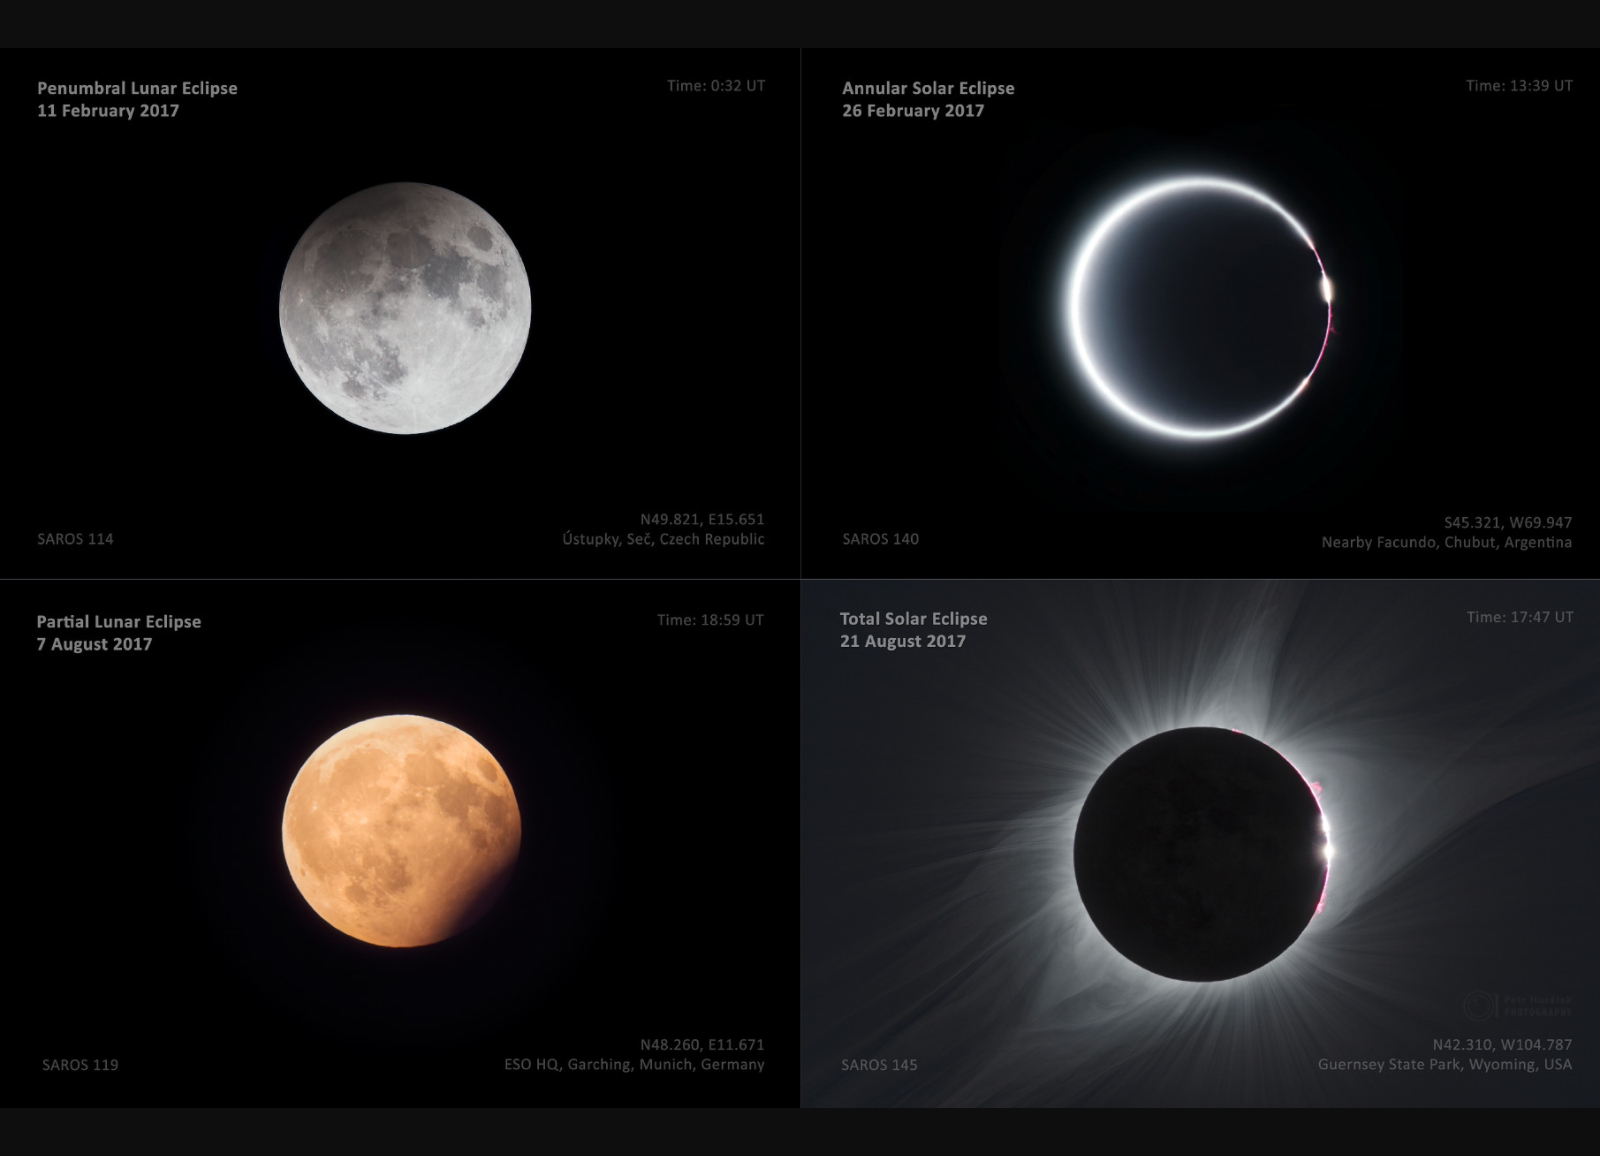 Penumbral Lunar Eclipse
11 February 2017
Time: 0:32 UT
SAROS 114
N49.821, E15.651
Ústupky, Seč, Czech Republic
Annular Solar Eclipse
26 February 2017
Time: 13:39 UT
SAROS 140
S45.321, W69.947
Nearby Facundo, Chubut, Argentina
Partial Lunar Eclipse
7 August 2017
Time: 18:59 UT
SAROS 119
N48.260, E11.671
ESO HQ, Garching, Munich, Germany
Total Solar Eclipse
21 August 2017
Time: 17:47 UT
Petr Horálek
PHOTOGRAPHY
SAROS 145
N42.310, W104.787
Guernsey State Park, Wyoming, USA